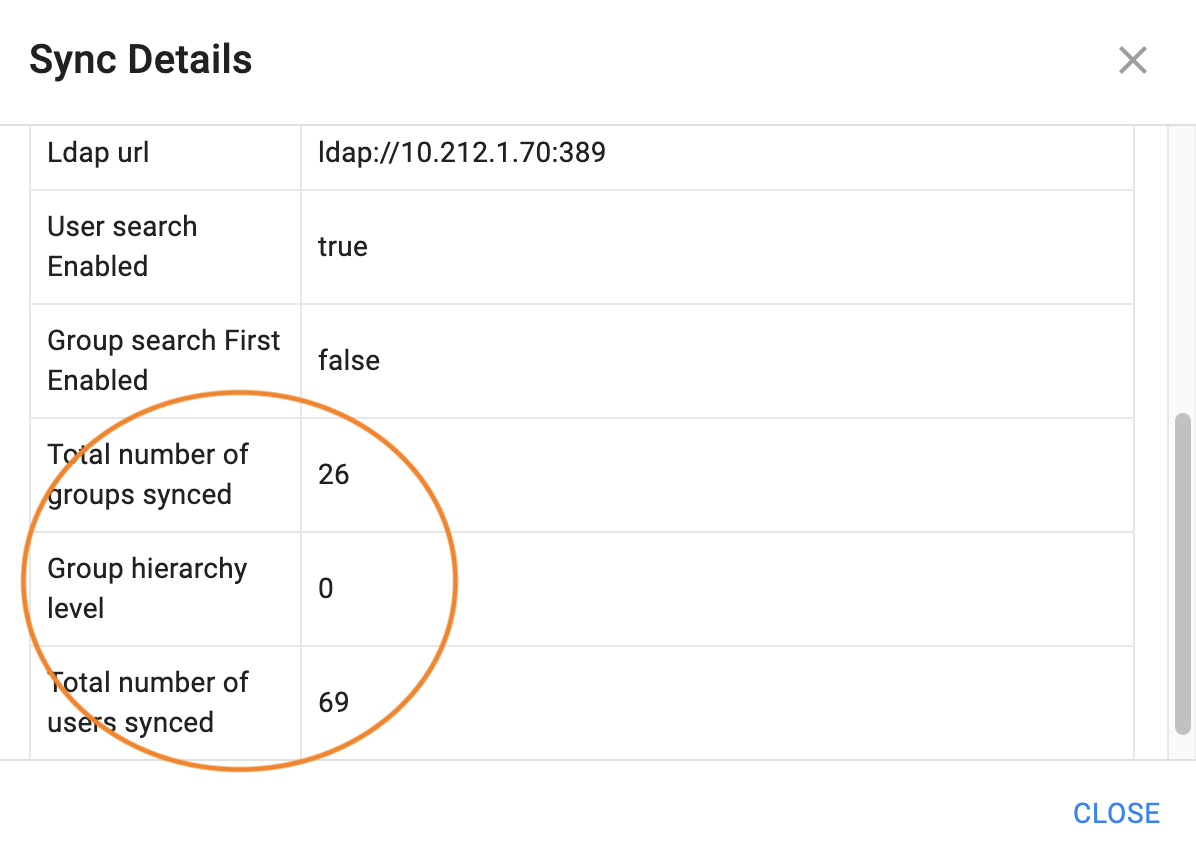 Sync Details
Ldap url
ldap://10.212.1.70:389
User search
Enabled
true
Group search First
Enabled
false
Total number of
groups synced
26
Group hierarchy
level
0
Total number of
users synced
69
CLOSE